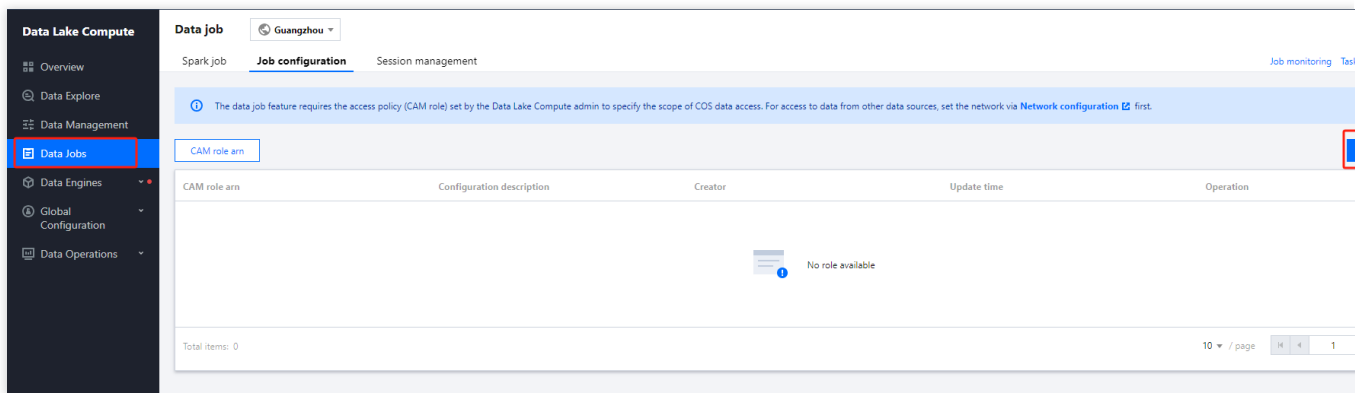 Data Lake Compute
Data job
Guangzhou
Spark job
Job configuration
Session management
Job monitoring
Overview
Data Explore
Data Management
Data Jobs
Data Engines
Global
Configuration
Data Operations
The data job feature requires the access policy (CAM role) set by the Data Lake Compute admin to specify the scope of COS data access. For access to data from other data sources, set the network via Network configuration first.
CAM role arn
CAM role arn Configuration description Creator Update time Operation
No role available
Total items: 0
10 / page
1